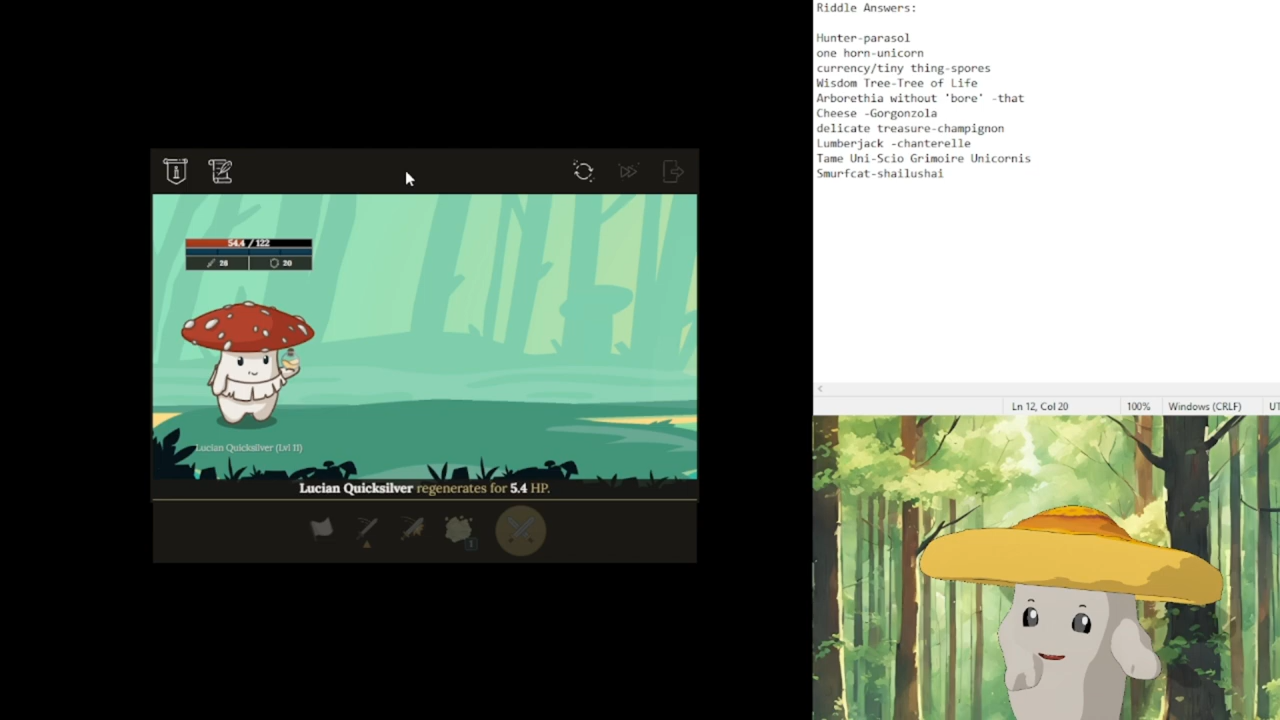 Riddle Answers:
Hunter-parasol
one horn-unicorn
currency/tiny thing-spores
Wisdom Tree-Tree of Life
Arborethia without 'bore' -that
Cheese -Gorgonzola
delicate treasure-champignon
Lumberjack -chanterelle
Tame Uni-Scio Grimoire Unicornis
Smurfcat-shailushai
54.4 / 122
28 20
Lucian Quicksilver (Lvl 11)
Lucian Quicksilver regenerates for 5.4 HP.
Ln 12, Col 20 100% Windows (CRLF) UT